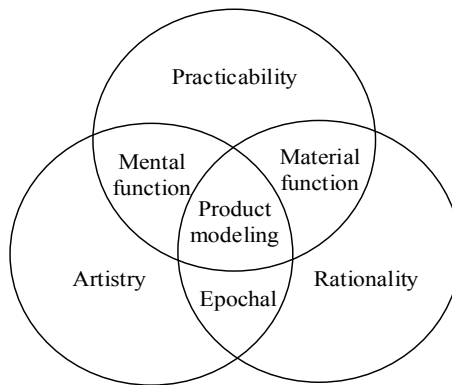 Practicability
Mental
function
Material
function
Product
modeling
Artistry
Rationality
Epochal